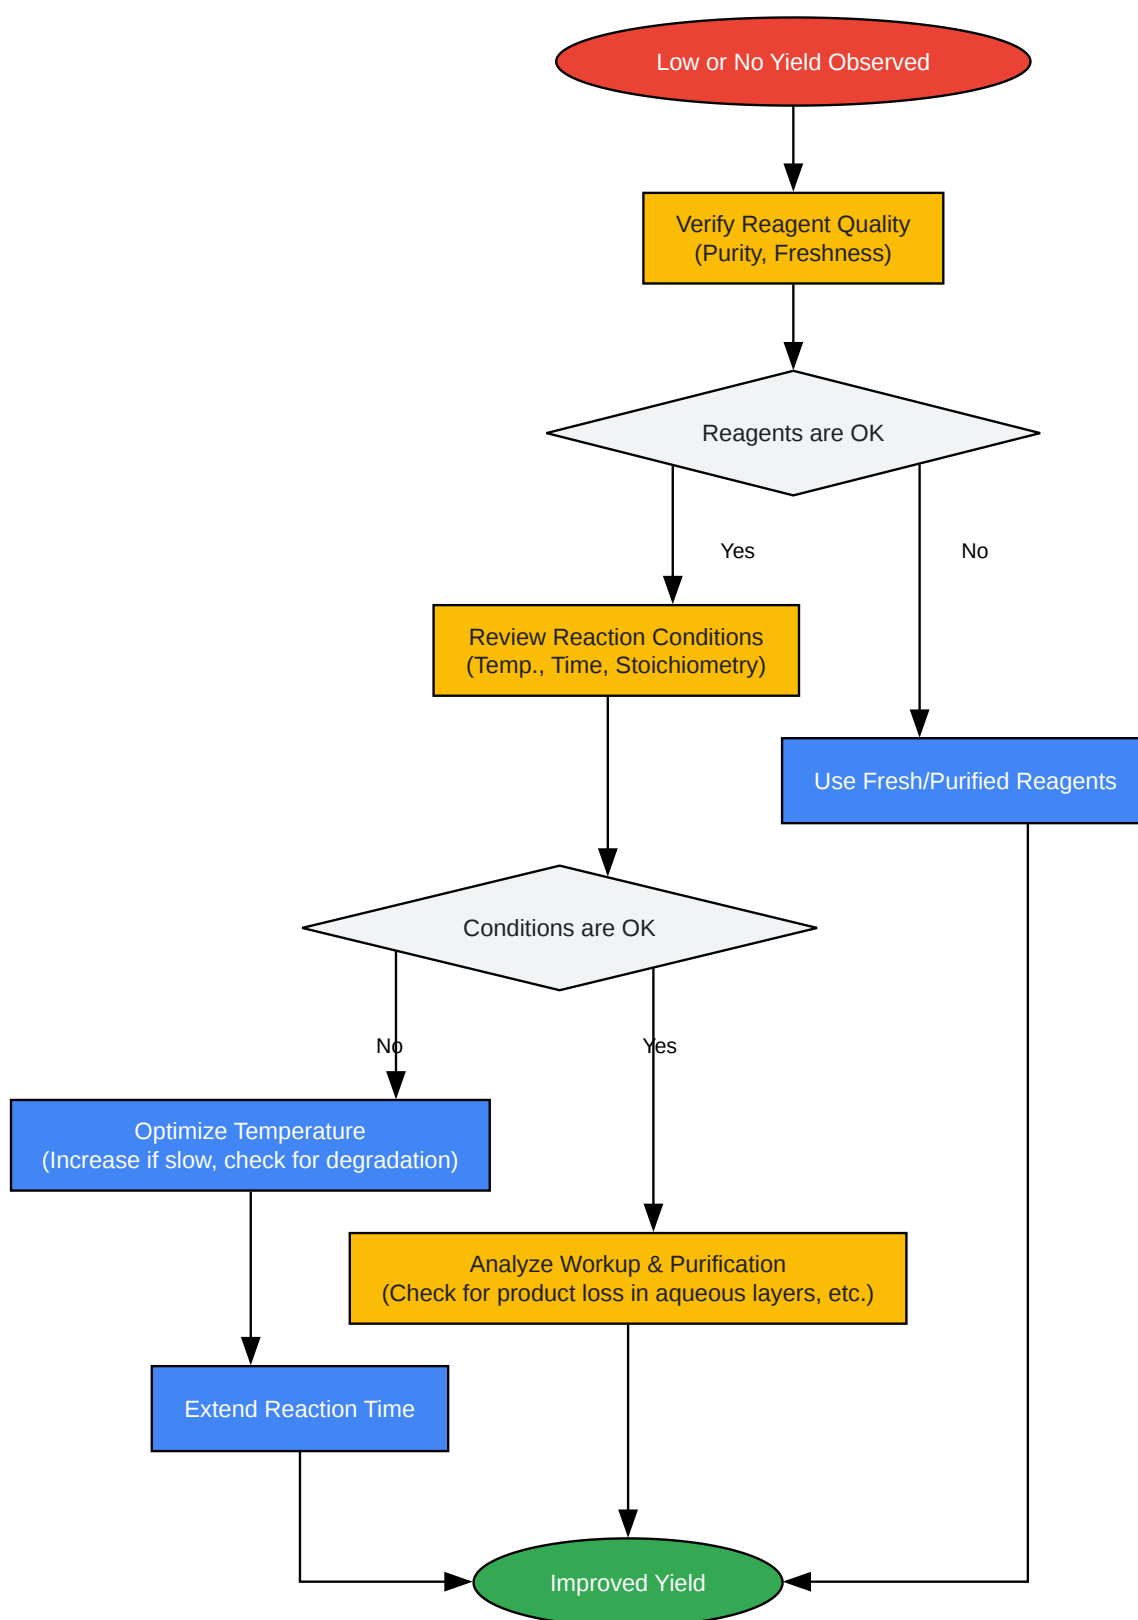 Low or No Yield Observed
Verify Reagent Quality
(Purity, Freshness)
Reagents are OK
Yes
No
Review Reaction Conditions
(Temp., Time, Stoichiometry)
Use Fresh/Purified Reagents
Conditions are OK
No
Yes
Optimize Temperature
(Increase if slow, check for degradation)
Analyze Workup & Purification
(Check for product loss in aqueous layers, etc.)
Extend Reaction Time
Improved Yield